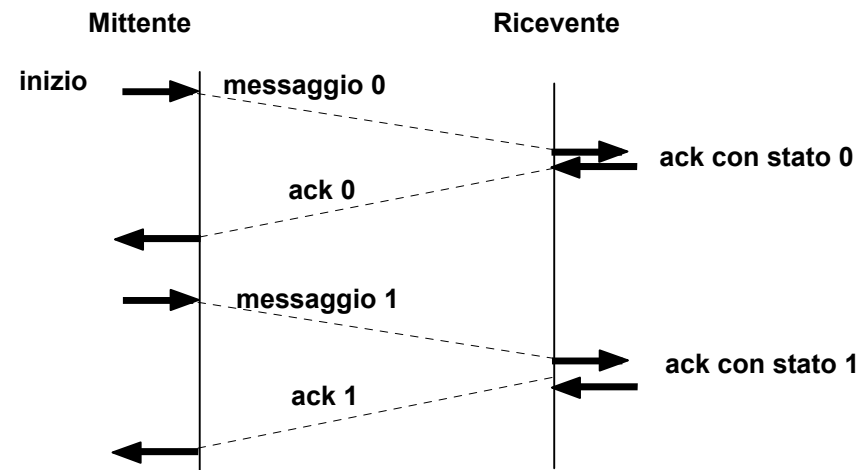 Mittente
Ricevente
inizio
messaggio 0
ack con stato 0
ack 0
messaggio 1
ack con stato 1
ack 1